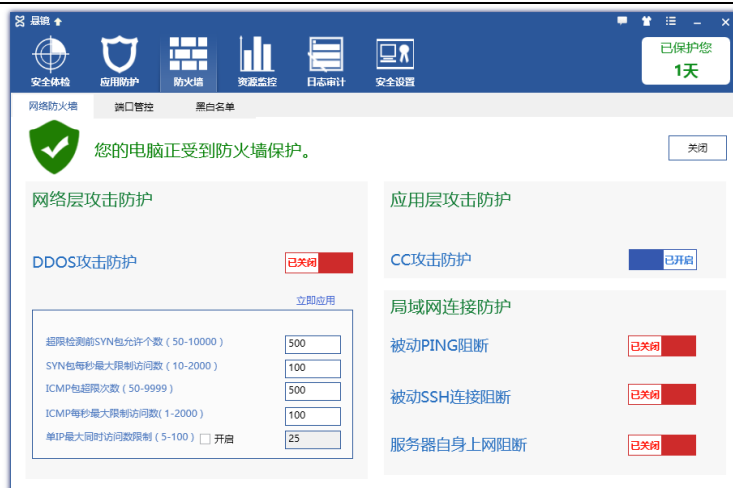 悬镜
已保护您
1天
安全体检 应用防护 防火墙 资源监控 日志审计 安全设置
网络防火墙 端口管控 黑白名单
您的电脑正受到防火墙保护。
关闭
网络层攻击防护
DDOS攻击防护 已关闭
立即应用
超限检测前SYN包允许个数 ( 50-10000 ) 500
SYN包每秒最大限制访问数 ( 10-2000 ) 100
ICMP包超限次数 ( 50-9999 ) 500
ICMP每秒最大限制访问数( 1-2000 ) 100
单IP最大同时访问数限制 ( 5-100 ) 开启 25
应用层攻击防护
CC攻击防护 已开启
局域网连接防护
被动PING阻断 已关闭
被动SSH连接阻断 已关闭
服务器自身上网阻断 已关闭